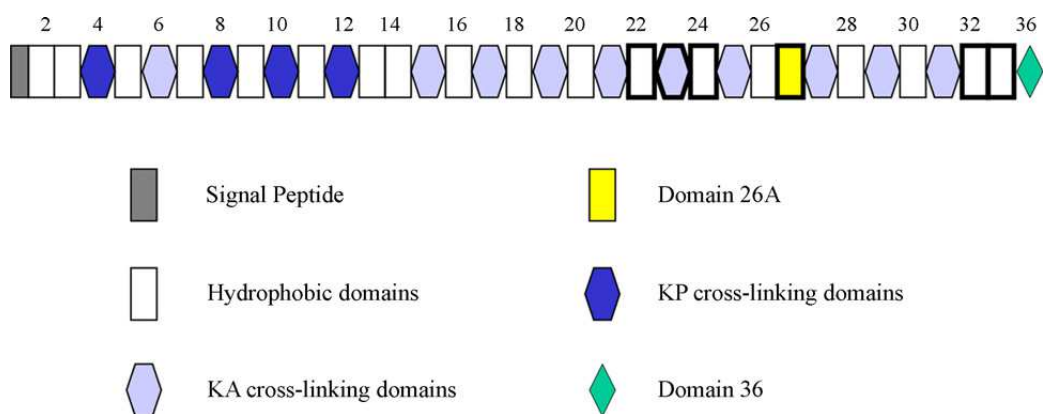 2 4 6 8 10 12 14 16 18 20 22 24 26 28 30 32 36
Signal Peptide Domain 26A
Hydrophobic domains KP cross-linking domains
KA cross-linking domains Domain 36